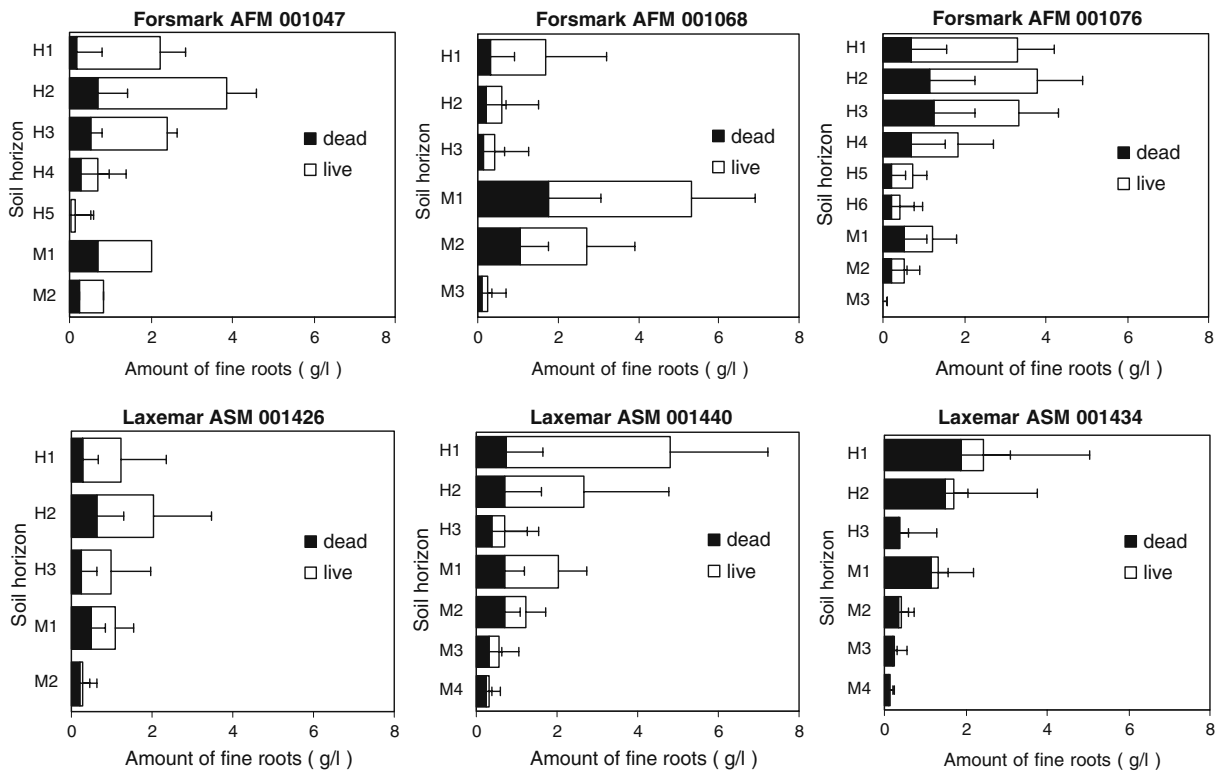 Forsmark AFM 001047
Soil horizon
H1
H2
H3
H4
H5
M1
M2
dead
live
0 2 4 6 8
Amount of fine roots ( g/l )
Forsmark AFM 001068
Soil horizon
H1
H2
H3
M1
M2
M3
dead
live
0 2 4 6 8
Amount of fine roots ( g/l )
Forsmark AFM 001076
Soil horizon
H1
H2
H3
H4
H5
H6
M1
M2
M3
dead
live
0 2 4 6 8
Amount of fine roots ( g/l )
Laxemar ASM 001426
Soil horizon
H1
H2
H3
M1
M2
dead
live
0 2 4 6 8
Amount of fine roots ( g/l )
Laxemar ASM 001440
Soil horizon
H1
H2
H3
M1
M2
M3
M4
dead
live
0 2 4 6 8
Amount of fine roots ( g/l )
Laxemar ASM 001434
Soil horizon
H1
H2
H3
M1
M2
M3
M4
dead
live
0 2 4 6 8
Amount of fine roots ( g/l )